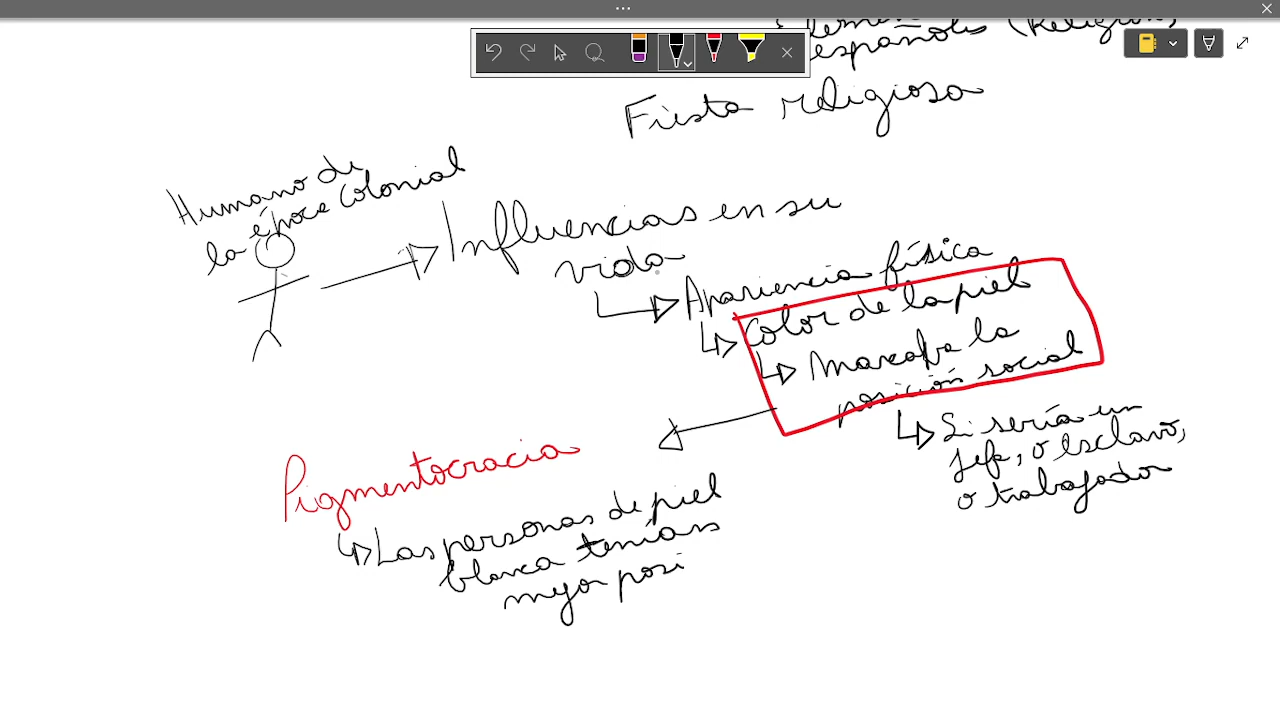 españoles (Religión,
Fiesta religiosa
Humano de
la época Colonial
Influencias en su
vida
Apariencia física
Color de la piel
Marcaba la
posición social
Si sería un
jefe, o esclavo,
o trabajador
Pigmentocracia
Las personas de piel
blanca tenían
mejor posi